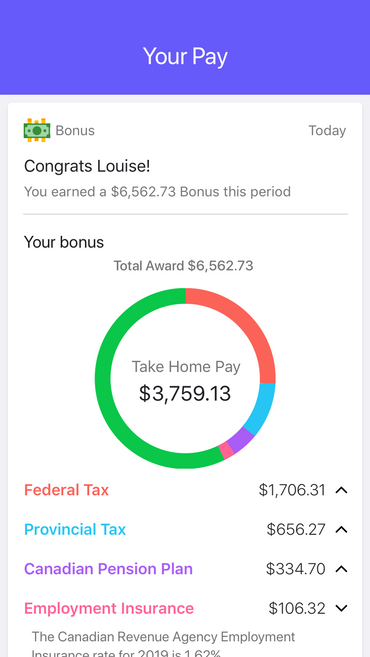 Your Pay
Bonus Today
Congrats Louise!
You earned a $6,562.73 Bonus this period
Your bonus
Total Award $6,562.73
Take Home Pay
$3,759.13
Federal Tax $1,706.31
Provincial Tax $656.27
Canadian Pension Plan $334.70
Employment Insurance $106.32
The Canadian Revenue Agency Employment
Insurance rate for 2019 is 1.62%